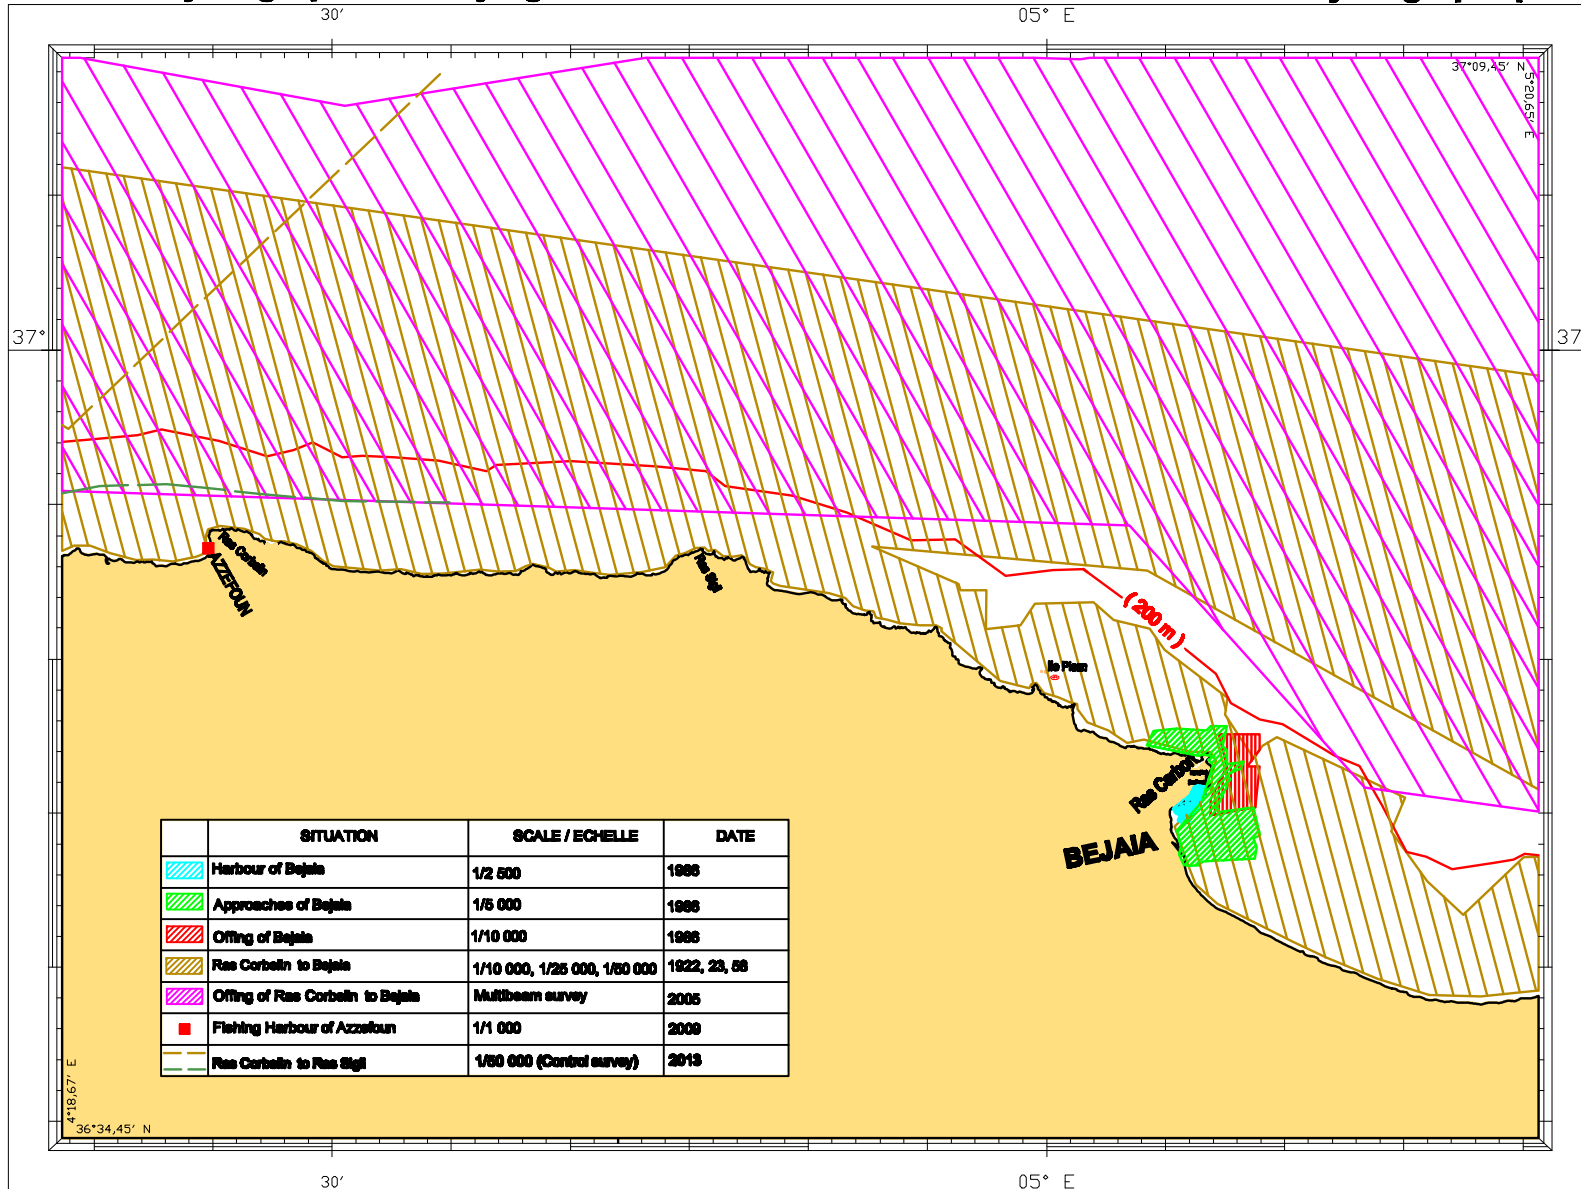 30′
05° E
37°09,45′ N
5°20,65′ E
37°
37
Ras Corbelin
AZZEFOUN
Ras Sigli
( 200 m )
Ile Pisan
Ras Carbon
BEJAIA
SITUATION SCALE / ECHELLE DATE
Harbour of Bejaia 1/2 500 1986
Approaches of Bejaia 1/5 000 1986
Offing of Bejaia 1/10 000 1986
Ras Corbelin to Bejaia 1/10 000, 1/25 000, 1/50 000 1922, 23, 58
Offing of Ras Corbelin to Bejaia Multibeam survey 2005
Fishing Harbour of Azzefoun 1/1 000 2009
Ras Corbelin to Ras Sigli 1/50 000 (Control survey) 2013
4°18,67′ E
36°34,45′ N
30′
05° E